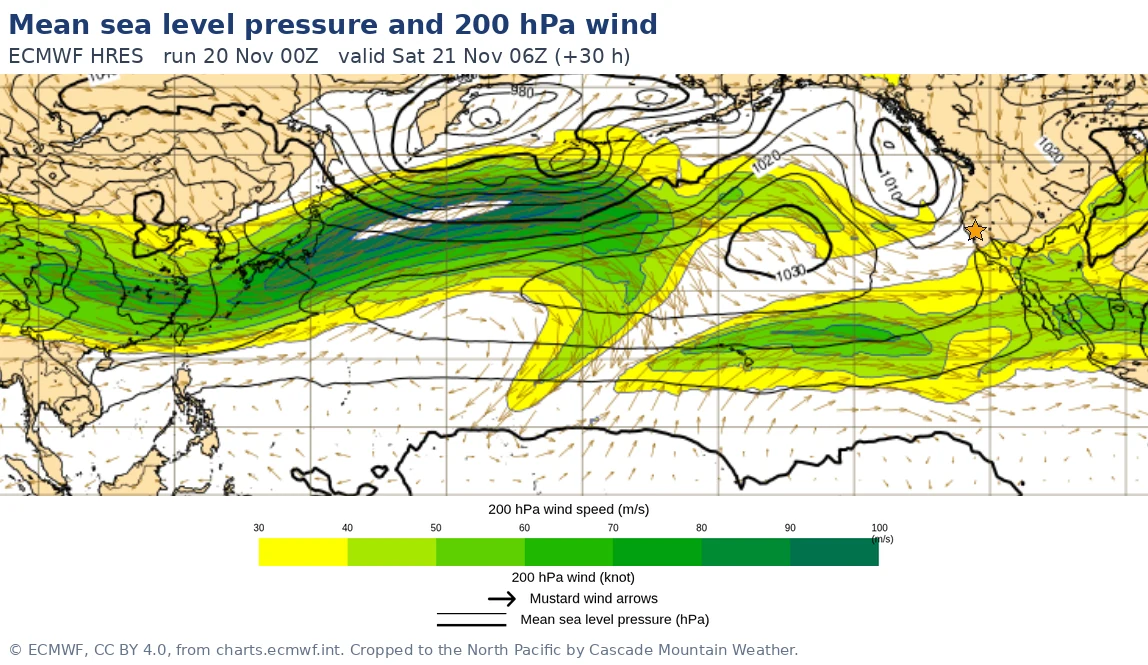 Mean sea level pressure and 200 hPa wind
ECMWF HRES run 20 Nov 00Z valid Sat 21 Nov 06Z (+30 h)
980
1020
1020
1010
1030
200 hPa wind speed (m/s)
30 40 50 60 70 80 90 100
(m/s)
200 hPa wind (knot)
Mustard wind arrows
Mean sea level pressure (hPa)
© ECMWF, CC BY 4.0, from charts.ecmwf.int. Cropped to the North Pacific by Cascade Mountain Weather.